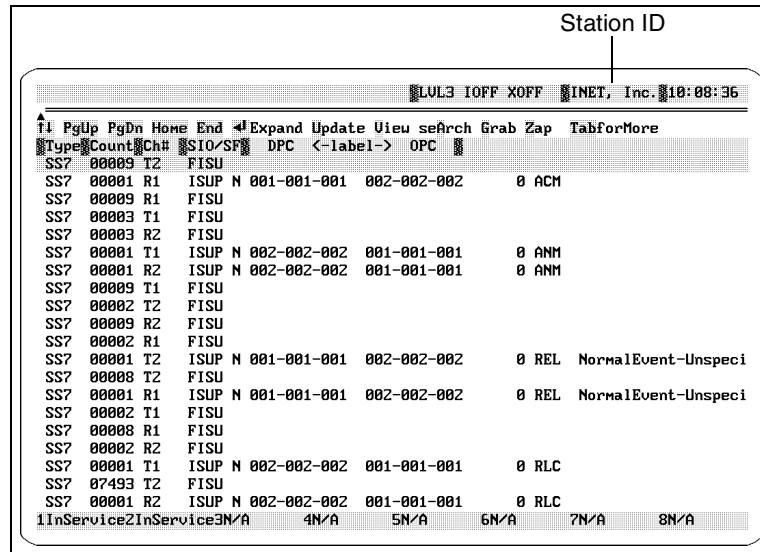 Station ID
LVL3 IOFF XOFF INET, Inc. 10:08:36
↑↓ PgUp PgDn Home End ↵Expand Update View seArch Grab Zap TabforMore
Type Count Ch# SIO/SF DPC <-label-> OPC
SS7 00009 T2 FISU
SS7 00001 R1 ISUP N 001-001-001 002-002-002 0 ACM
SS7 00009 R1 FISU
SS7 00003 T1 FISU
SS7 00003 R2 FISU
SS7 00001 T1 ISUP N 002-002-002 001-001-001 0 ANM
SS7 00001 R2 ISUP N 002-002-002 001-001-001 0 ANM
SS7 00009 T1 FISU
SS7 00002 T2 FISU
SS7 00009 R2 FISU
SS7 00002 R1 FISU
SS7 00001 T2 ISUP N 001-001-001 002-002-002 0 REL NormalEvent-Unspeci
SS7 00008 T2 FISU
SS7 00001 R1 ISUP N 001-001-001 002-002-002 0 REL NormalEvent-Unspeci
SS7 00002 T1 FISU
SS7 00008 R1 FISU
SS7 00002 R2 FISU
SS7 00001 T1 ISUP N 002-002-002 001-001-001 0 RLC
SS7 07493 T2 FISU
SS7 00001 R2 ISUP N 002-002-002 001-001-001 0 RLC
1InService2InService3N/A 4N/A 5N/A 6N/A 7N/A 8N/A